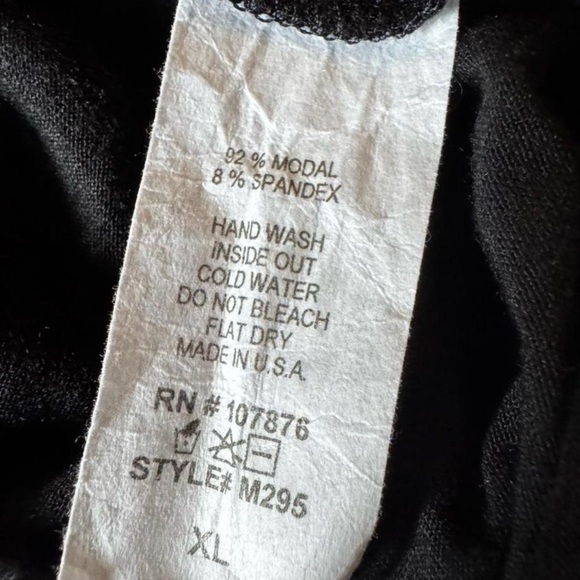 92 % MODAL
8 % SPANDEX
HAND WASH
INSIDE OUT
COLD WATER
DO NOT BLEACH
FLAT DRY
MADE IN U.S.A.
RN # 107876
STYLE# M295
XL